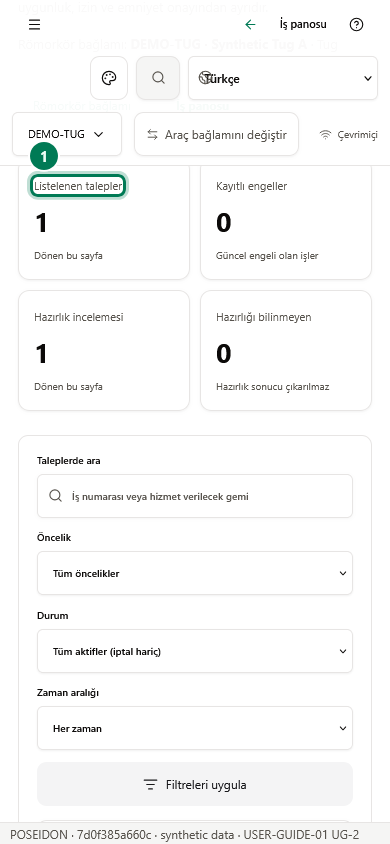 İş panosu
Türkçe
DEMO-TUG
Araç bağlamını değiştir
Çevrimiçi
1
Listelenen talepler
1
Dönen bu sayfa
Kayıtlı engeller
0
Güncel engeli olan işler
Hazırlık incelemesi
1
Dönen bu sayfa
Hazırlığı bilinmeyen
0
Hazırlık sonucu çıkarılmaz
Taleplerde ara
İş numarası veya hizmet verilecek gemi
Öncelik
Tüm öncelikler
Durum
Tüm aktifler (iptal hariç)
Zaman aralığı
Her zaman
Filtreleri uygula
POSEIDON · 7d0f385a660c · synthetic data · USER-GUIDE-01 UG-2